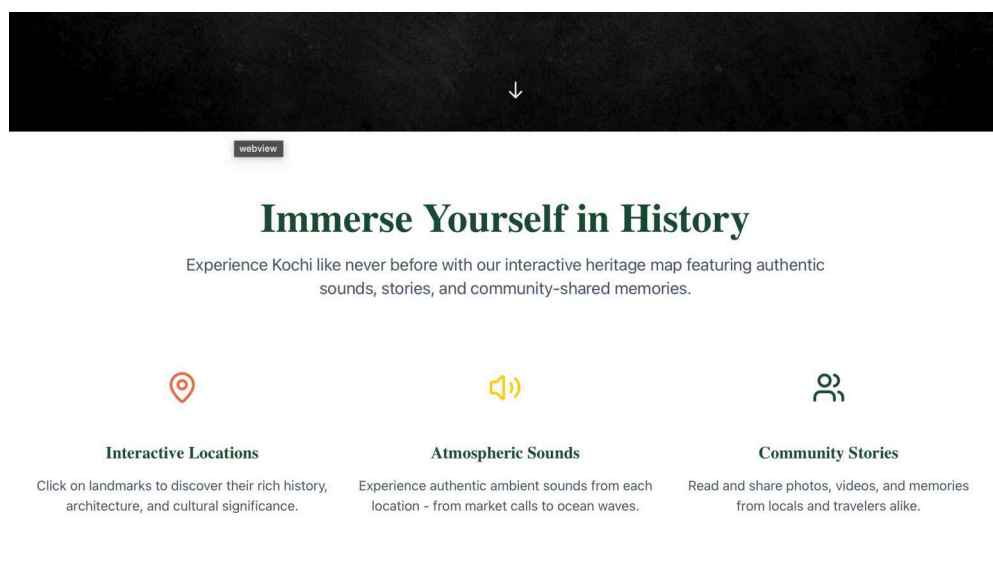 webview
Immerse Yourself in History
Experience Kochi like never before with our interactive heritage map featuring authentic
sounds, stories, and community-shared memories.
Interactive Locations
Click on landmarks to discover their rich history,
architecture, and cultural significance.
Atmospheric Sounds
Experience authentic ambient sounds from each
location - from market calls to ocean waves.
Community Stories
Read and share photos, videos, and memories
from locals and travelers alike.